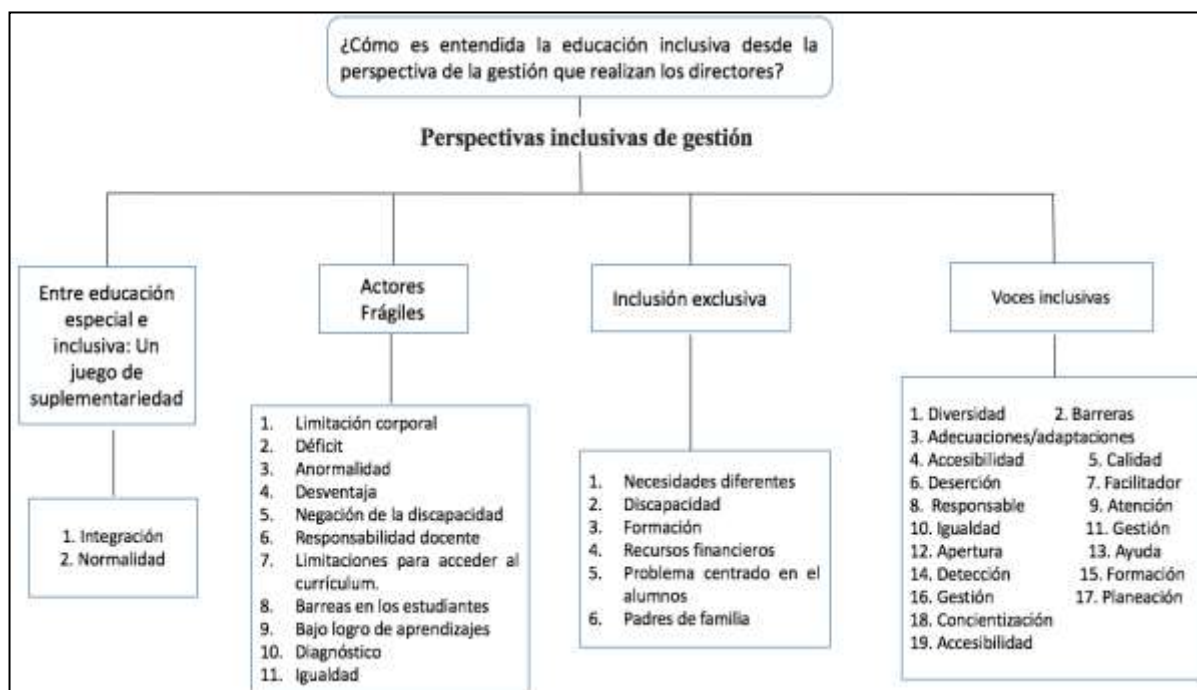 ¿Cómo es entendida la educación inclusiva desde la
perspectiva de la gestión que realizan los directores?
Perspectivas inclusivas de gestión
Entre educación
especial e
inclusiva: Un
juego de
suplementariedad
1. Integración
2. Normalidad
Actores
Frágiles
1. Limitación corporal
2. Déficit
3. Anormalidad
4. Desventaja
5. Negación de la discapacidad
6. Responsabilidad docente
7. Limitaciones para acceder al
currículum.
8. Barreas en los estudiantes
9. Bajo logro de aprendizajes
10. Diagnóstico
11. Igualdad
Inclusión exclusiva
1. Necesidades diferentes
2. Discapacidad
3. Formación
4. Recursos financieros
5. Problema centrado en el
alumnos
6. Padres de familia
Voces inclusivas
1. Diversidad 2. Barreras
3. Adecuaciones/adaptaciones
4. Accesibilidad 5. Calidad
6. Deserción 7. Facilitador
8. Responsable 9. Atención
10. Igualdad 11. Gestión
12. Apertura 13. Ayuda
14. Detección 15. Formación
16. Gestión 17. Planeación
18. Concientización
19. Accesibilidad